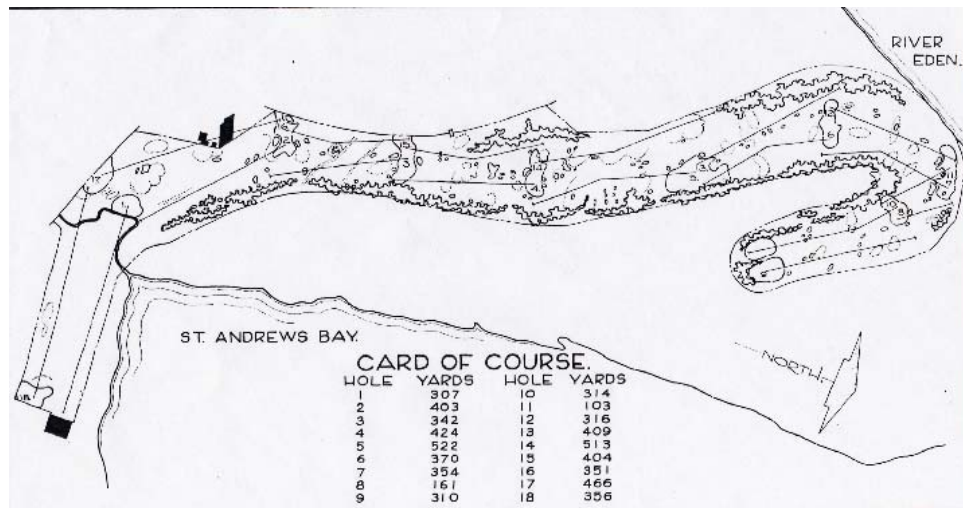 RIVER
EDEN.
ST. ANDREWS BAY.
NORTH.
CARD OF COURSE.
HOLE YARDS HOLE YARDS
1 307 10 314
2 403 11 103
3 342 12 316
4 424 13 409
5 522 14 513
6 370 15 404
7 354 16 351
8 161 17 466
9 310 18 356